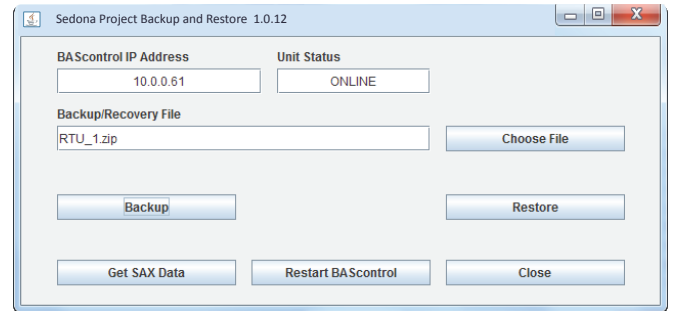 Sedona Project Backup and Restore 1.0.12
BAScontrol IP Address Unit Status
10.0.0.61 ONLINE
Backup/Recovery File
RTU_1.zip Choose File
Backup Restore
Get SAX Data Restart BAScontrol Close